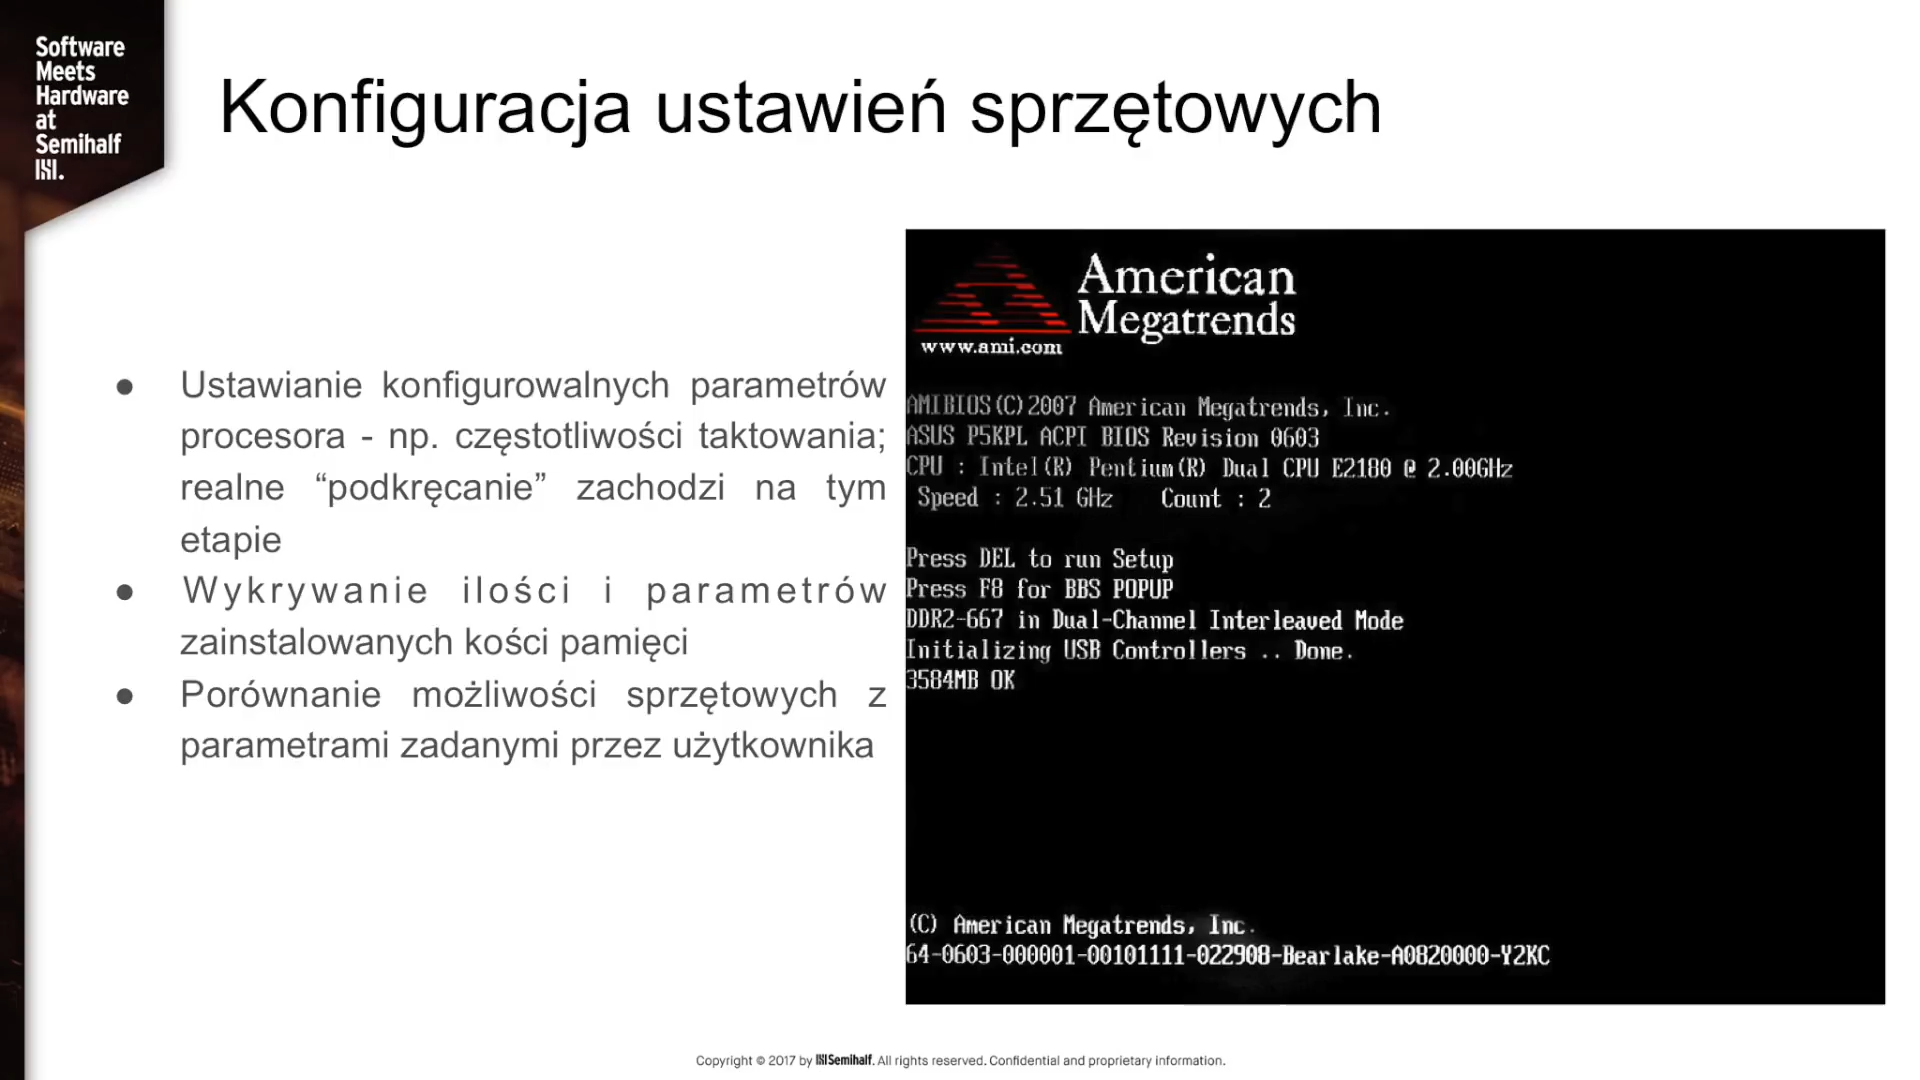 Software
Meets
Hardware
at
Semihalf
Konfiguracja ustawień sprzętowych
● Ustawianie konfigurowalnych parametrów
procesora - np. częstotliwości taktowania;
realne “podkręcanie” zachodzi na tym
etapie
● Wykrywanie ilości i parametrów
zainstalowanych kości pamięci
● Porównanie możliwości sprzętowych z
parametrami zadanymi przez użytkownika
American
Megatrends
www.ami.com
AMIBIOS(C)2007 American Megatrends, Inc.
ASUS P5KPL ACPI BIOS Revision 0603
CPU : Intel(R) Pentium(R) Dual CPU E2180 @ 2.00GHz
Speed : 2.51 GHz Count : 2
Press DEL to run Setup
Press F8 for BBS POPUP
DDR2-667 in Dual-Channel Interleaved Mode
Initializing USB Controllers .. Done.
3584MB OK
(C) American Megatrends, Inc.
64-0603-000001-00101111-022908-Bearlake-A0820000-Y2KC
Copyright © 2017 by Semihalf. All rights reserved. Confidential and proprietary information.